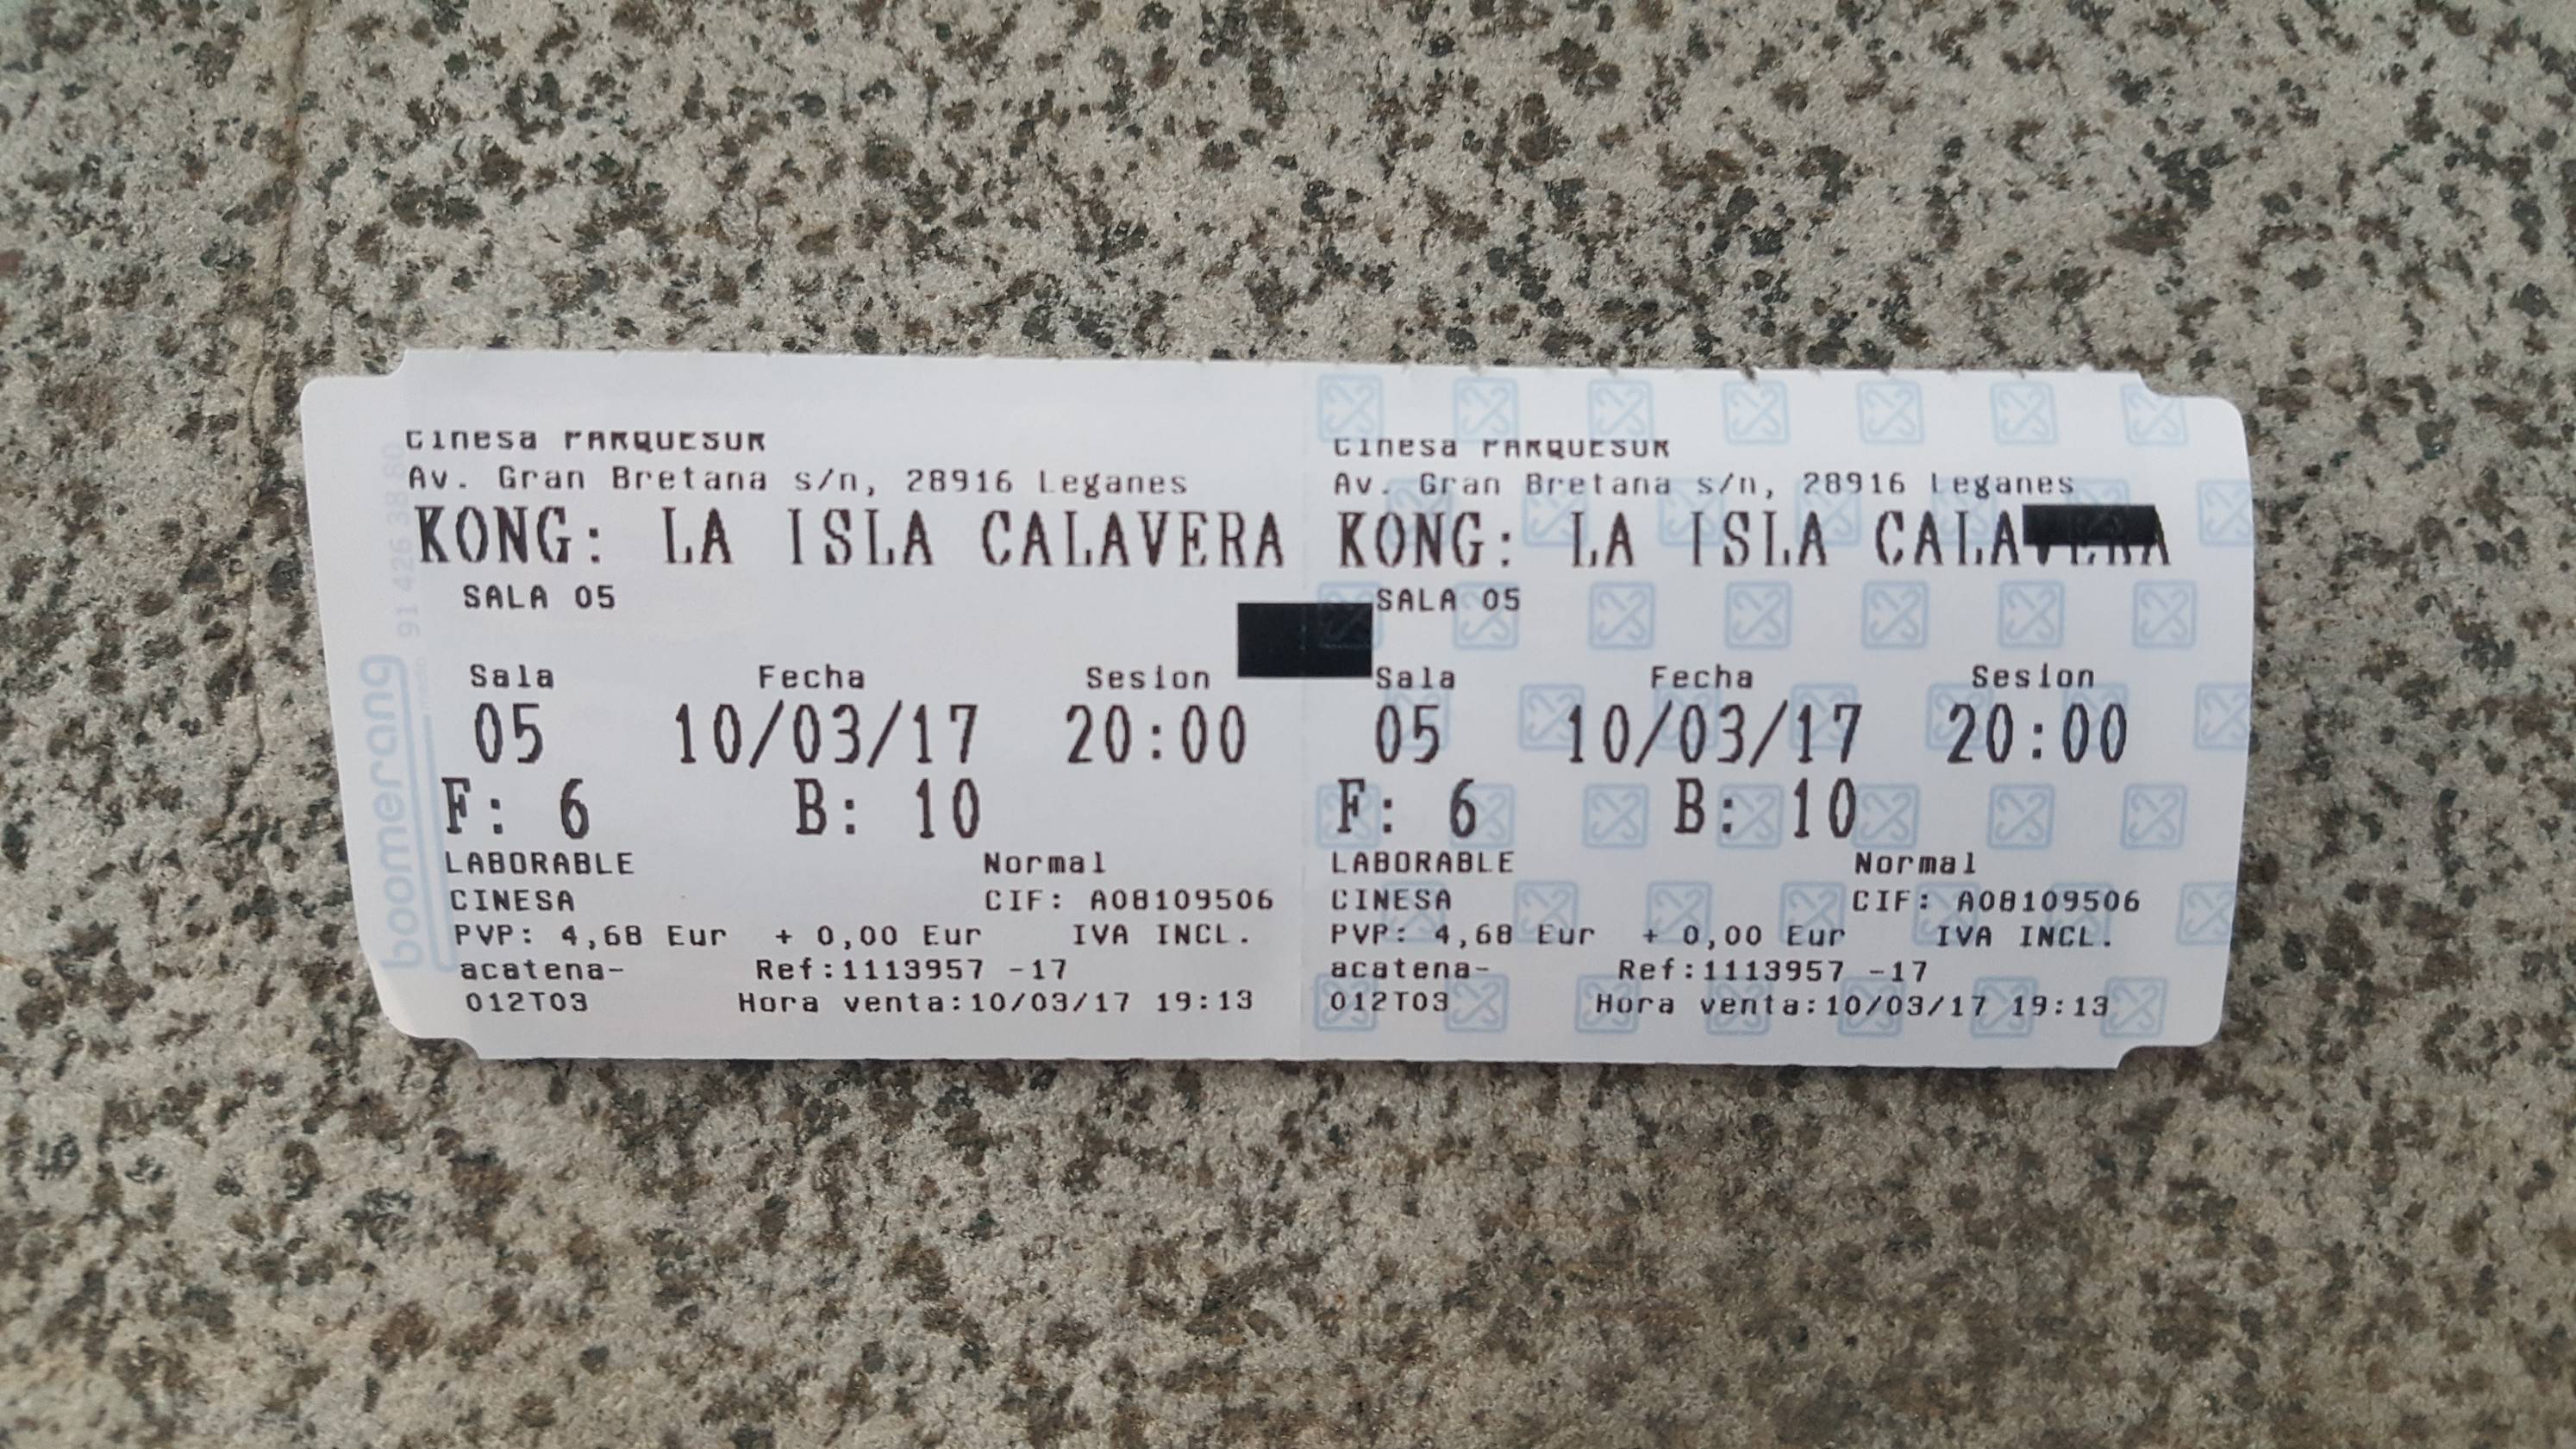 Cinesa PARQUESUR
Av. Gran Bretana s/n, 28916 Leganes
KONG: LA ISLA CALAVERA
SALA 05
Sala Fecha Sesion
05 10/03/17 20:00
F: 6 B: 10
LABORABLE Normal
CINESA CIF: A08109506
PVP: 4,68 Eur + 0,00 Eur IVA INCL.
acatena- Ref:1113957 -17
012T03 Hora venta:10/03/17 19:13
Cinesa PARQUESUR
Av. Gran Bretana s/n, 28916 Leganes
KONG: LA ISLA CALAVERA
SALA 05
Sala Fecha Sesion
05 10/03/17 20:00
F: 6 B: 10
LABORABLE Normal
CINESA CIF: A08109506
PVP: 4,68 Eur + 0,00 Eur IVA INCL.
acatena- Ref:1113957 -17
012T03 Hora venta:10/03/17 19:13
boomerang
91 426 38 80